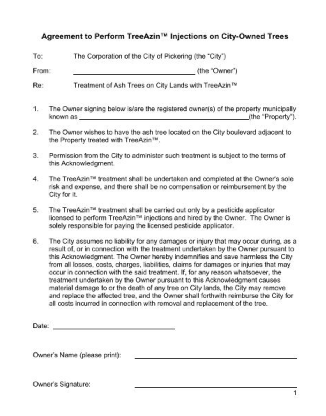 Agreement to Perform TreeAzin™ Injections on City-Owned Trees
To: The Corporation of the City of Pickering (the "City")
From: (the "Owner")
Re: Treatment of Ash Trees on City Lands with TreeAzin™
1. The Owner signing below is/are the registered owner(s) of the property municipally
known as (the "Property").
2. The Owner wishes to have the ash tree located on the City boulevard adjacent to
the Property treated with TreeAzin™.
3. Permission from the City to administer such treatment is subject to the terms of
this Acknowledgment.
4. The TreeAzin™ treatment shall be undertaken and completed at the Owner's sole
risk and expense, and there shall be no compensation or reimbursement by the
City for it.
5. The TreeAzin™ treatment shall be carried out only by a pesticide applicator
licensed to perform TreeAzin™ injections and hired by the Owner. The Owner is
solely responsible for paying the licensed pesticide applicator.
6. The City assumes no liability for any damages or injury that may occur during, as a
result of, or in connection with the treatment undertaken by the Owner pursuant to
this Acknowledgment. The Owner hereby indemnifies and save harmless the City
from all losses, costs, charges, liabilities, claims for damages or injuries that may
occur in connection with the said treatment. If, for any reason whatsoever, the
treatment undertaken by the Owner pursuant to this Acknowledgment causes
material damage to or the death of any tree on City lands, the City may remove
and replace the affected tree, and the Owner shall forthwith reimburse the City for
all costs incurred in connection with removal and replacement of the tree.
Date:
Owner's Name (please print):
Owner's Signature:
1